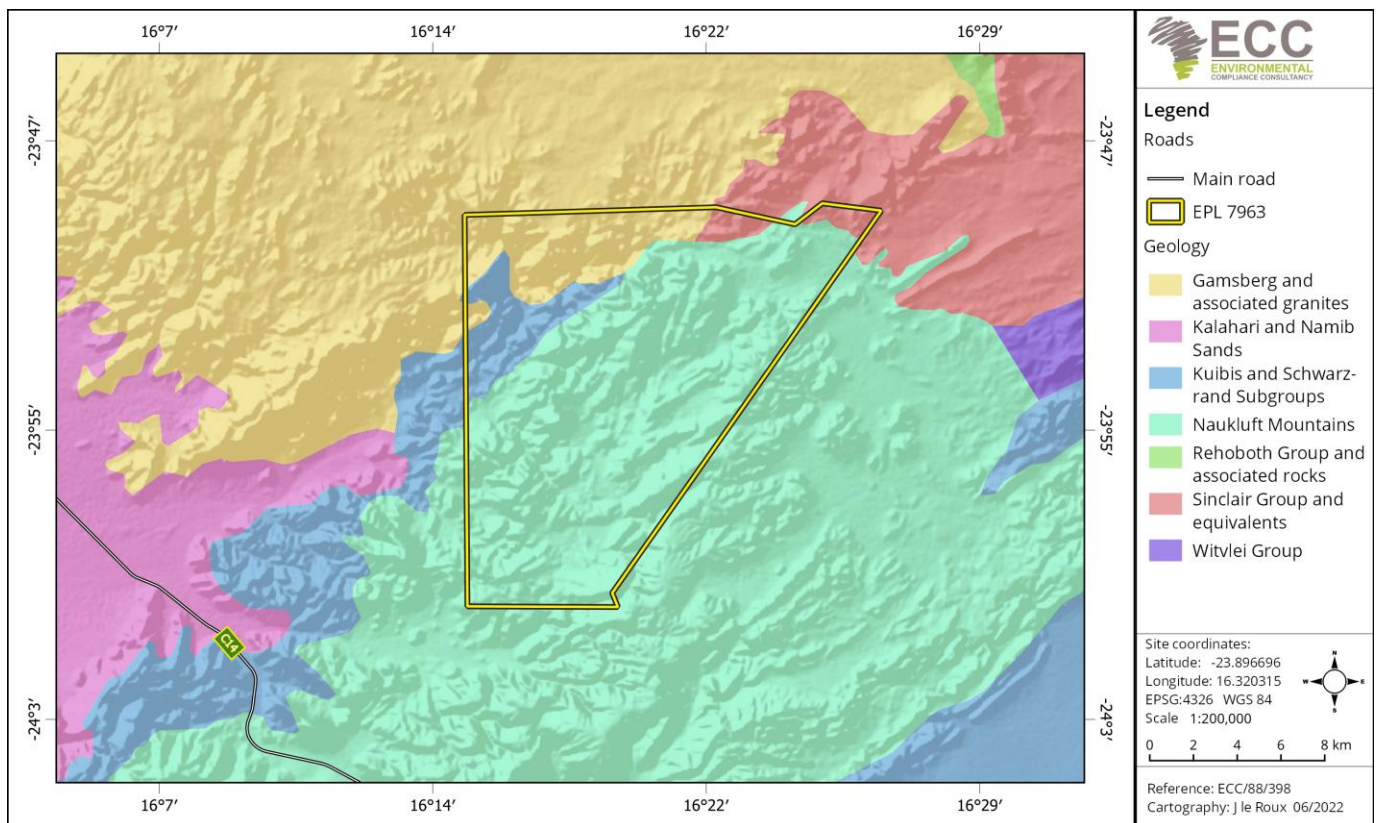 16°7′ 16°14′ 16°22′ 16°29′
-23°47′ -23°47′
-23°55′ -23°55′
C14
-24°3′ -24°3′
16°7′ 16°14′ 16°22′ 16°29′
ECC
ENVIRONMENTAL
COMPLIANCE CONSULTANCY
Legend
Roads
Main road
EPL 7963
Geology
Gamsberg and
associated granites
Kalahari and Namib
Sands
Kuibis and Schwarz-
rand Subgroups
Naukluft Mountains
Rehoboth Group and
associated rocks
Sinclair Group and
equivalents
Witvlei Group
Site coordinates:
Latitude: -23.896696
Longitude: 16.320315
EPSG:4326 WGS 84
Scale 1:200,000
N
W E
S
0 2 4 6 8 km
Reference: ECC/88/398
Cartography: J le Roux 06/2022